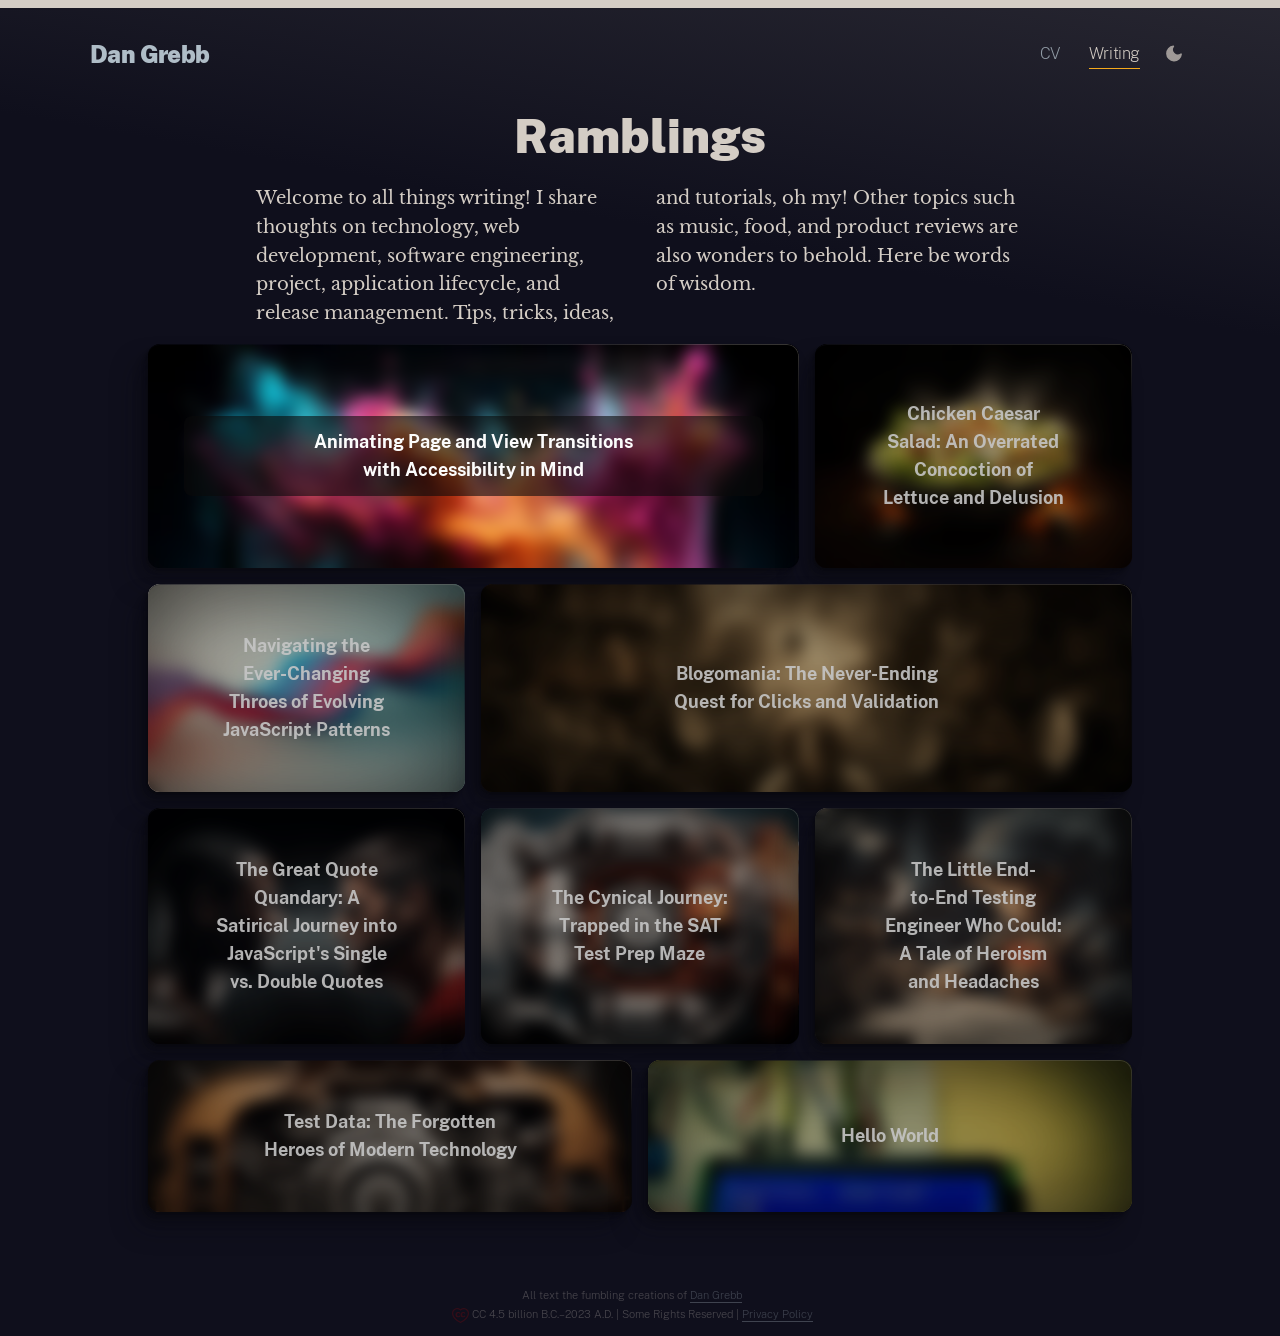 Dan Grebb
CV
Writing
Ramblings
Welcome to all things writing! I share
thoughts on technology, web
development, software engineering,
project, application lifecycle, and
release management. Tips, tricks, ideas,
and tutorials, oh my! Other topics such
as music, food, and product reviews are
also wonders to behold. Here be words
of wisdom.
Animating Page and View Transitions
with Accessibility in Mind
Chicken Caesar
Salad: An Overrated
Concoction of
Lettuce and Delusion
Navigating the
Ever-Changing
Throes of Evolving
JavaScript Patterns
Blogomania: The Never-Ending
Quest for Clicks and Validation
The Great Quote
Quandary: A
Satirical Journey into
JavaScript's Single
vs. Double Quotes
The Cynical Journey:
Trapped in the SAT
Test Prep Maze
The Little End-
to-End Testing
Engineer Who Could:
A Tale of Heroism
and Headaches
Test Data: The Forgotten
Heroes of Modern Technology
Hello World
All text the fumbling creations of Dan Grebb
CC 4.5 billion B.C.–2023 A.D. | Some Rights Reserved | Privacy Policy